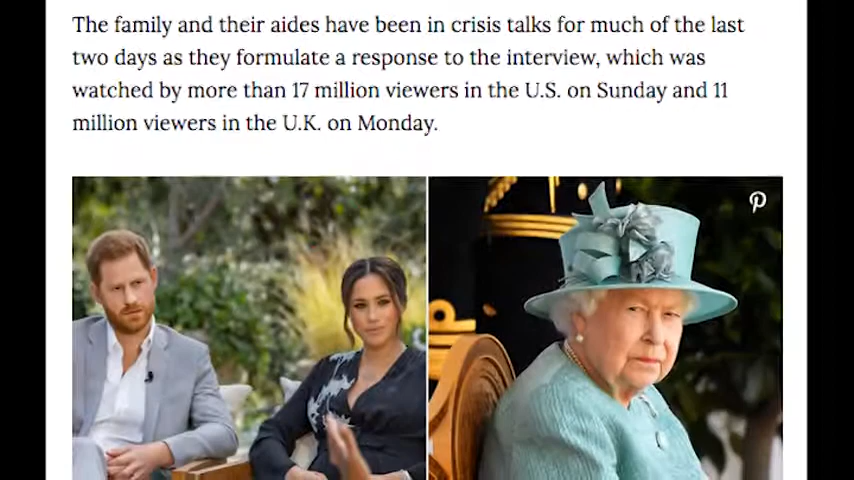 The family and their aides have been in crisis talks for much of the last
two days as they formulate a response to the interview, which was
watched by more than 17 million viewers in the U.S. on Sunday and 11
million viewers in the U.K. on Monday.